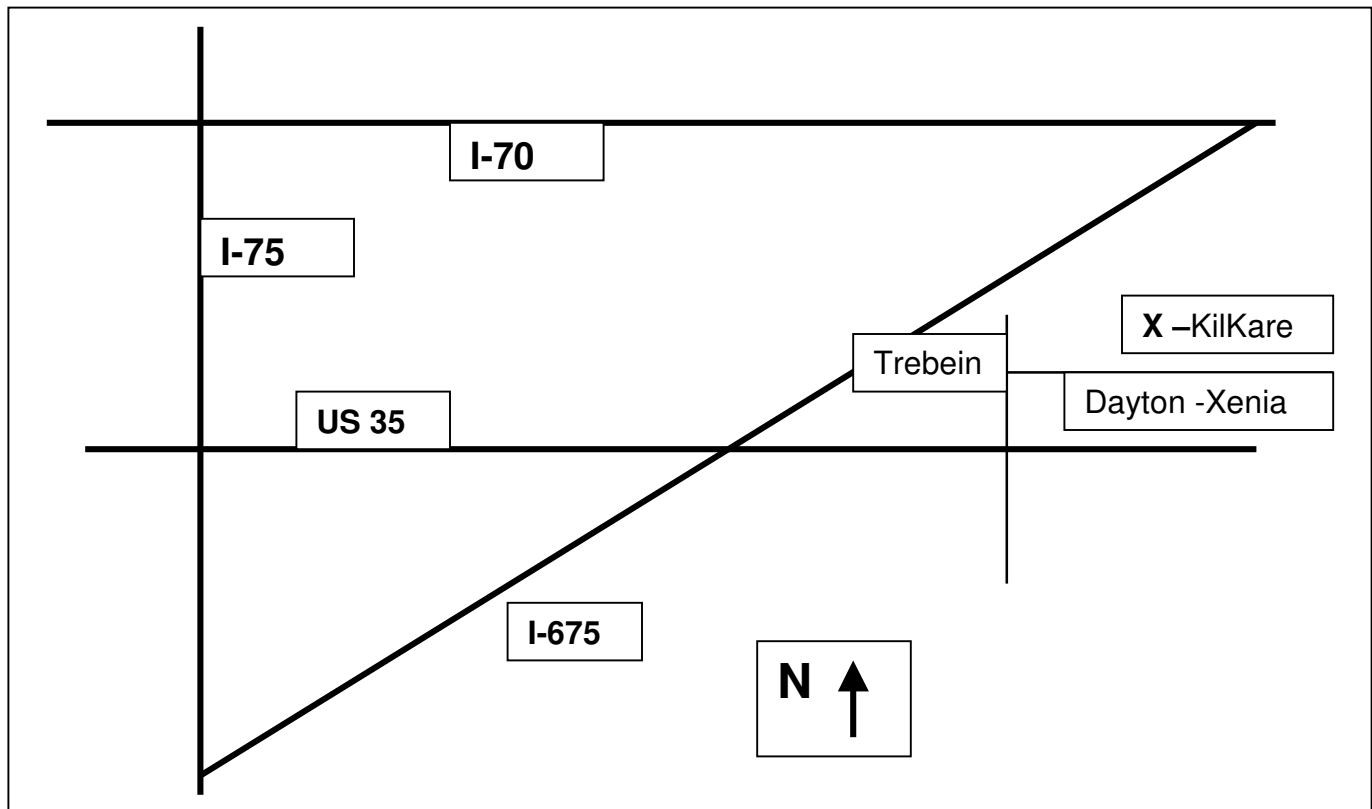 I-70
I-75
X –KilKare
Trebein
Dayton -Xenia
US 35
I-675
N